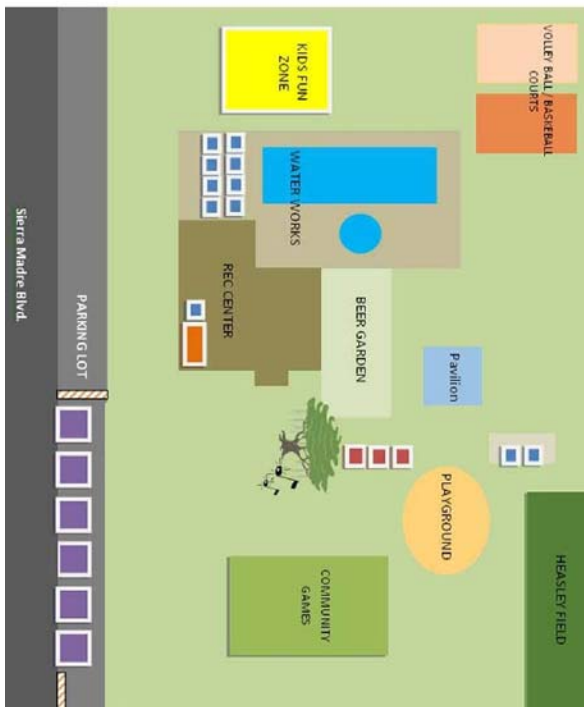 VOLLEY BALL / BASKEBALL
COURTS
KIDS FUN
ZONE
WATER WORKS
REC CENTER
BEER GARDEN
Pavilion
PLAYGROUND
HEASLEY FIELD
COMMUNITY
GAMES
PARKING LOT
Sierra Madre Blvd.